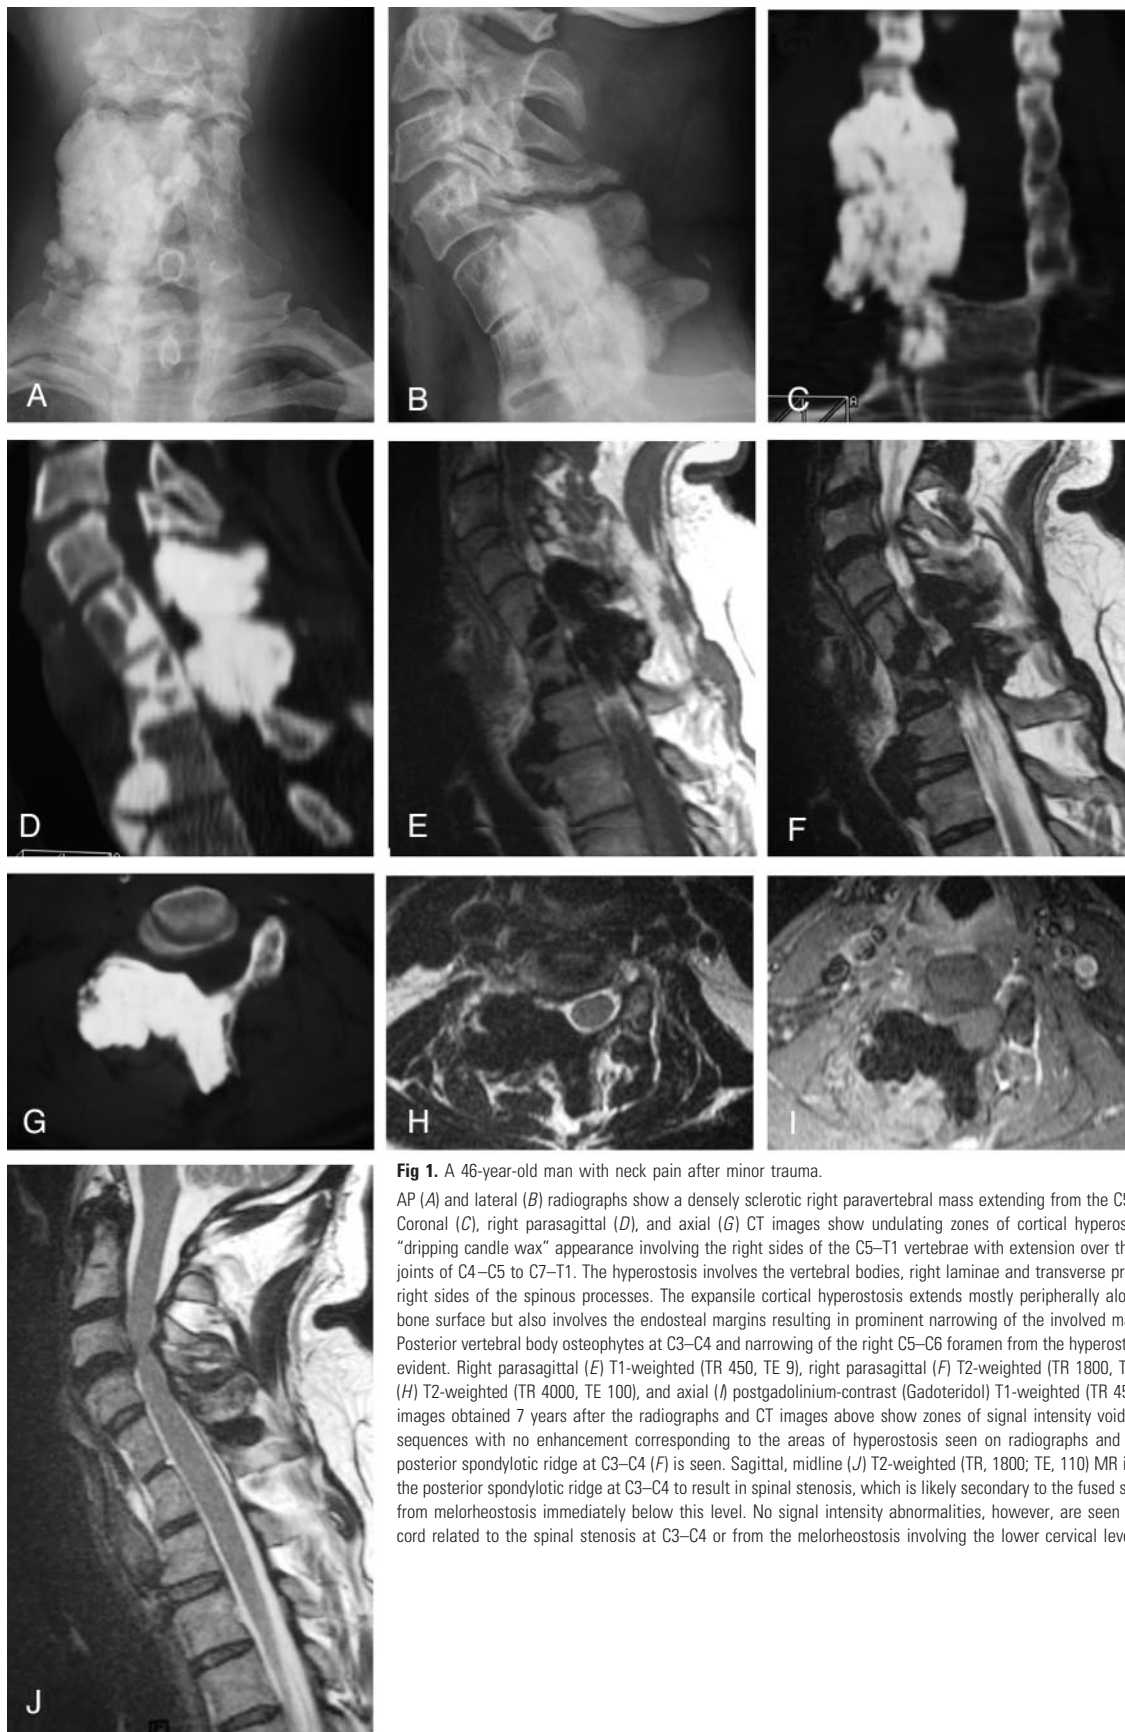 A
B
C
D
E
F
G
H
I
J
Fig 1. A 46-year-old man with neck pain after minor trauma.
AP (A) and lateral (B) radiographs show a densely sclerotic right paravertebral mass extending from the
Coronal (C), right parasagittal (D), and axial (G) CT images show undulating zones of cortical
“dripping candle wax” appearance involving the right sides of the C5–T1 vertebrae with extension over
joints of C4–C5 to C7–T1. The hyperostosis involves the vertebral bodies, right laminae and transverse
right sides of the spinous processes. The expansile cortical hyperostosis extends mostly peripherally
bone surface but also involves the endosteal margins resulting in prominent narrowing of the involved
Posterior vertebral body osteophytes at C3–C4 and narrowing of the right C5–C6 foramen from the
evident. Right parasagittal (E) T1-weighted (TR 450, TE 9), right parasagittal (F) T2-weighted (TR 1800,
(H) T2-weighted (TR 4000, TE 100), and axial (I) postgadolinium-contrast (Gadoteridol) T1-weighted (TR
images obtained 7 years after the radiographs and CT images above show zones of signal intensity void
sequences with no enhancement corresponding to the areas of hyperostosis seen on radiographs and
posterior spondylotic ridge at C3–C4 (F) is seen. Sagittal, midline (J) T2-weighted (TR, 1800; TE, 110) MR
the posterior spondylotic ridge at C3–C4 to result in spinal stenosis, which is likely secondary to the fused
from melorheostosis immediately below this level. No signal intensity abnormalities, however, are seen
cord related to the spinal stenosis at C3–C4 or from the melorheostosis involving the lower cervical